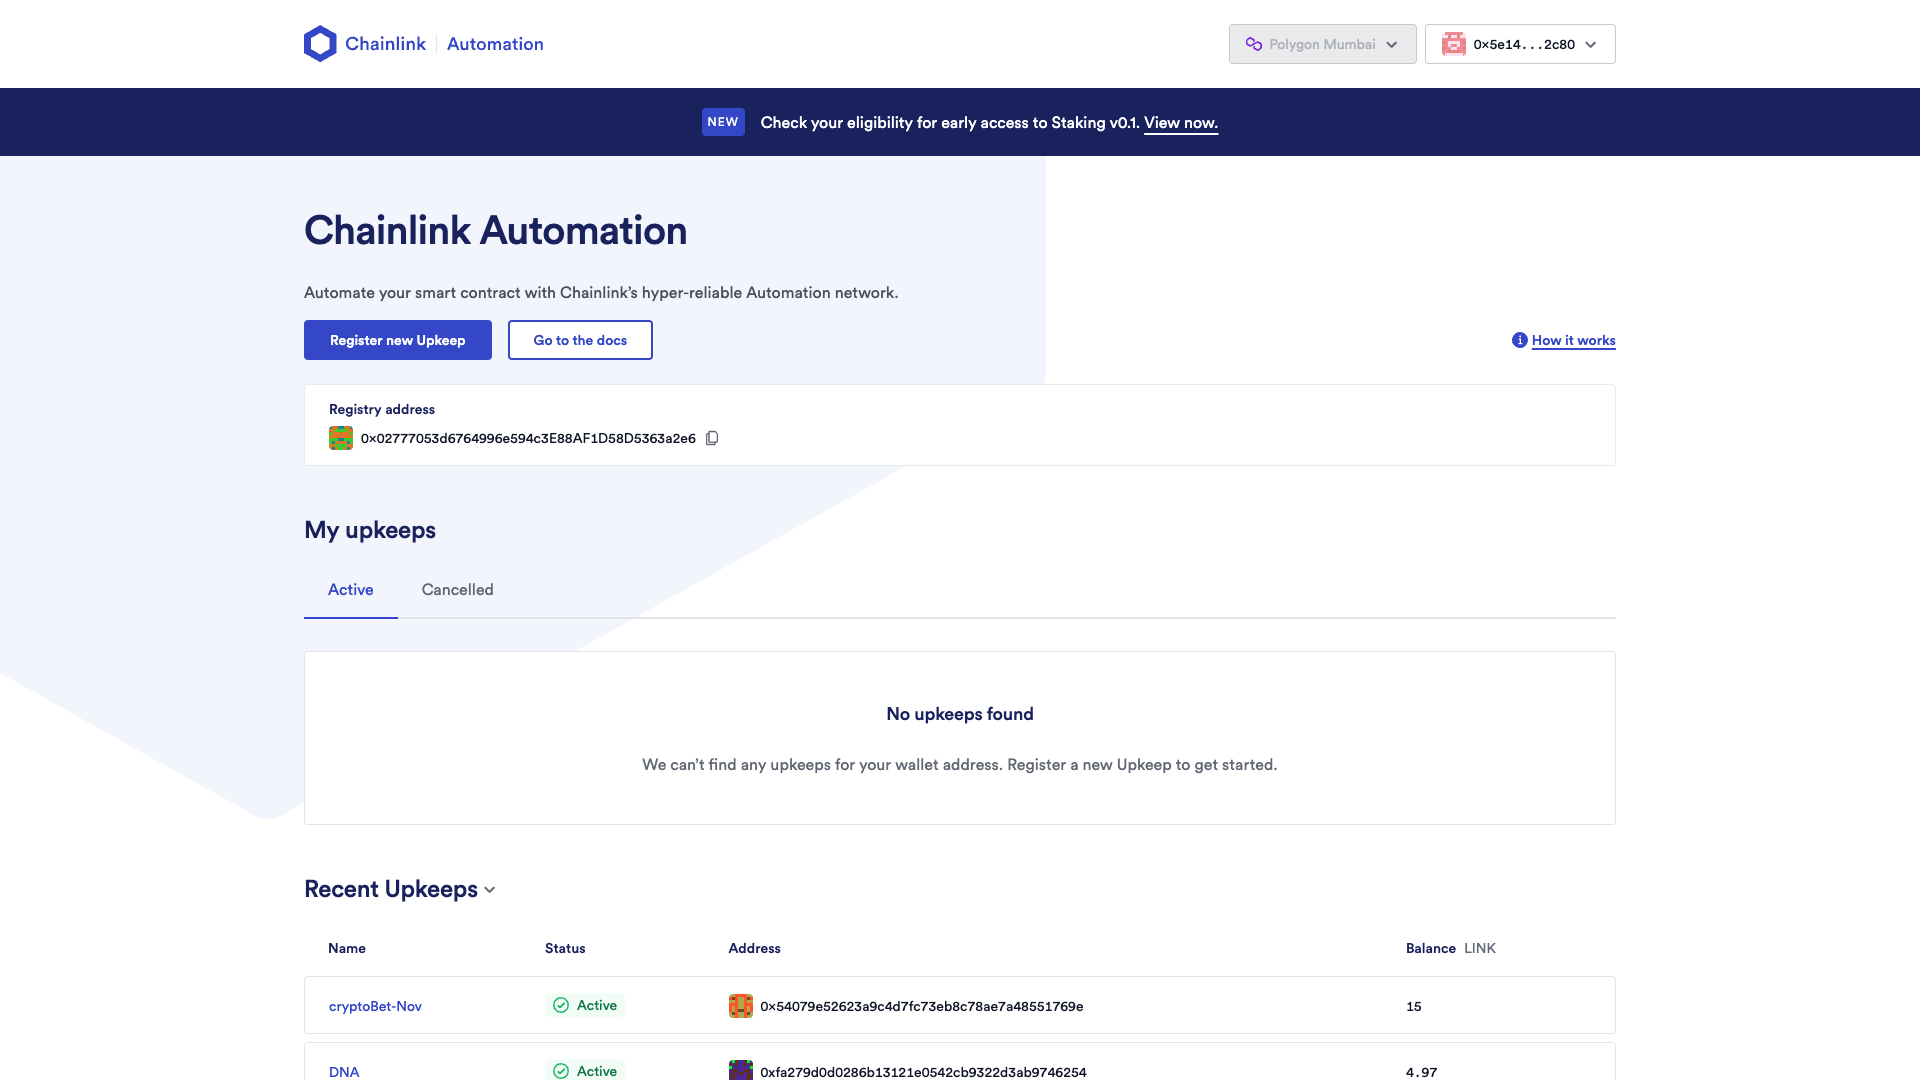 Chainlink Automation
Polygon Mumbai
0x5e14...2c80
NEW Check your eligibility for early access to Staking v0.1. View now.
Chainlink Automation
Automate your smart contract with Chainlink’s hyper-reliable Automation network.
Register new Upkeep
Go to the docs
How it works
Registry address
0x02777053d6764996e594c3E88AF1D58D5363a2e6
My upkeeps
Active
Cancelled
No upkeeps found
We can’t find any upkeeps for your wallet address. Register a new Upkeep to get started.
Recent Upkeeps
Name Status Address Balance LINK
cryptoBet-Nov Active 0x54079e52623a9c4d7fc73eb8c78ae7a48551769e 15
DNA Active 0xfa279d0d0286b13121e0542cb9322d3ab9746254 4.97